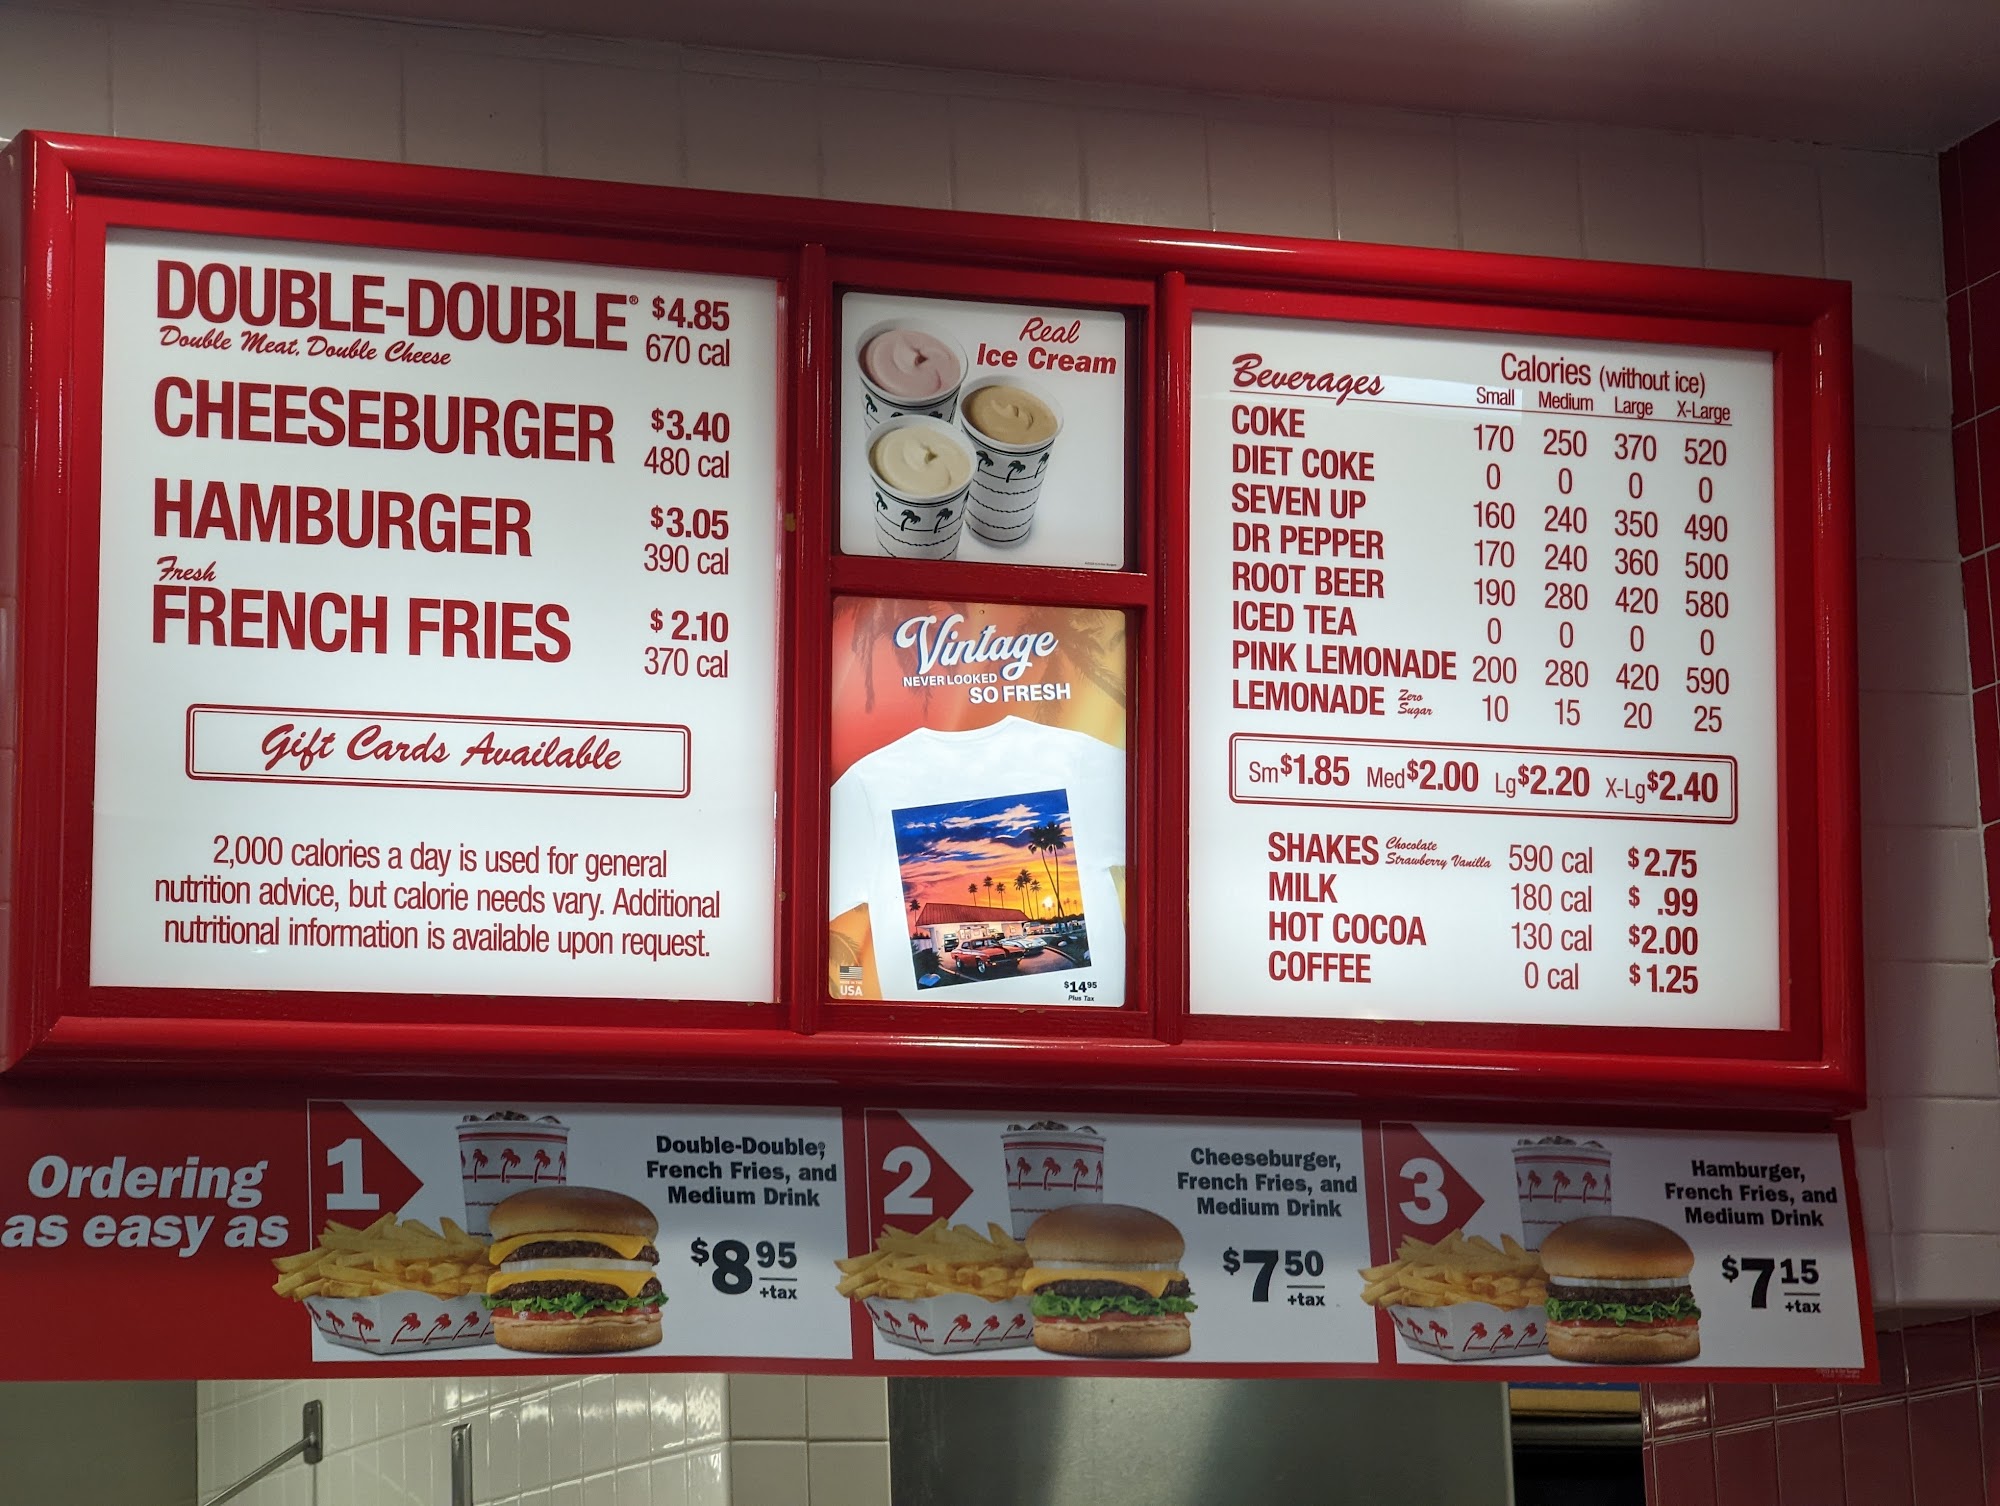 DOUBLE-DOUBLE® $4.85
Double Meat, Double Cheese 670 cal
CHEESEBURGER $3.40
480 cal
HAMBURGER $3.05
390 cal
Fresh
FRENCH FRIES $2.10
370 cal
Gift Cards Available
2,000 calories a day is used for general
nutrition advice, but calorie needs vary. Additional
nutritional information is available upon request.
Real
Ice Cream
Vintage
NEVER LOOKED
SO FRESH
USA
$14.95
Plus Tax
Beverages Calories (without ice)
Small Medium Large X-Large
COKE 170 250 370 520
DIET COKE 0 0 0 0
SEVEN UP 160 240 350 490
DR PEPPER 170 240 360 500
ROOT BEER 190 280 420 580
ICED TEA 0 0 0 0
PINK LEMONADE 200 280 420 590
LEMONADE Zero Sugar 10 15 20 25
Sm $1.85 Med $2.00 Lg $2.20 X-Lg $2.40
SHAKES Chocolate Strawberry Vanilla 590 cal $2.75
MILK 180 cal $.99
HOT COCOA 130 cal $2.00
COFFEE 0 cal $1.25
Ordering
as easy as
1
Double-Double®,
French Fries, and
Medium Drink
$8.95
+tax
2
Cheeseburger,
French Fries, and
Medium Drink
$7.50
+tax
3
Hamburger,
French Fries, and
Medium Drink
$7.15
+tax